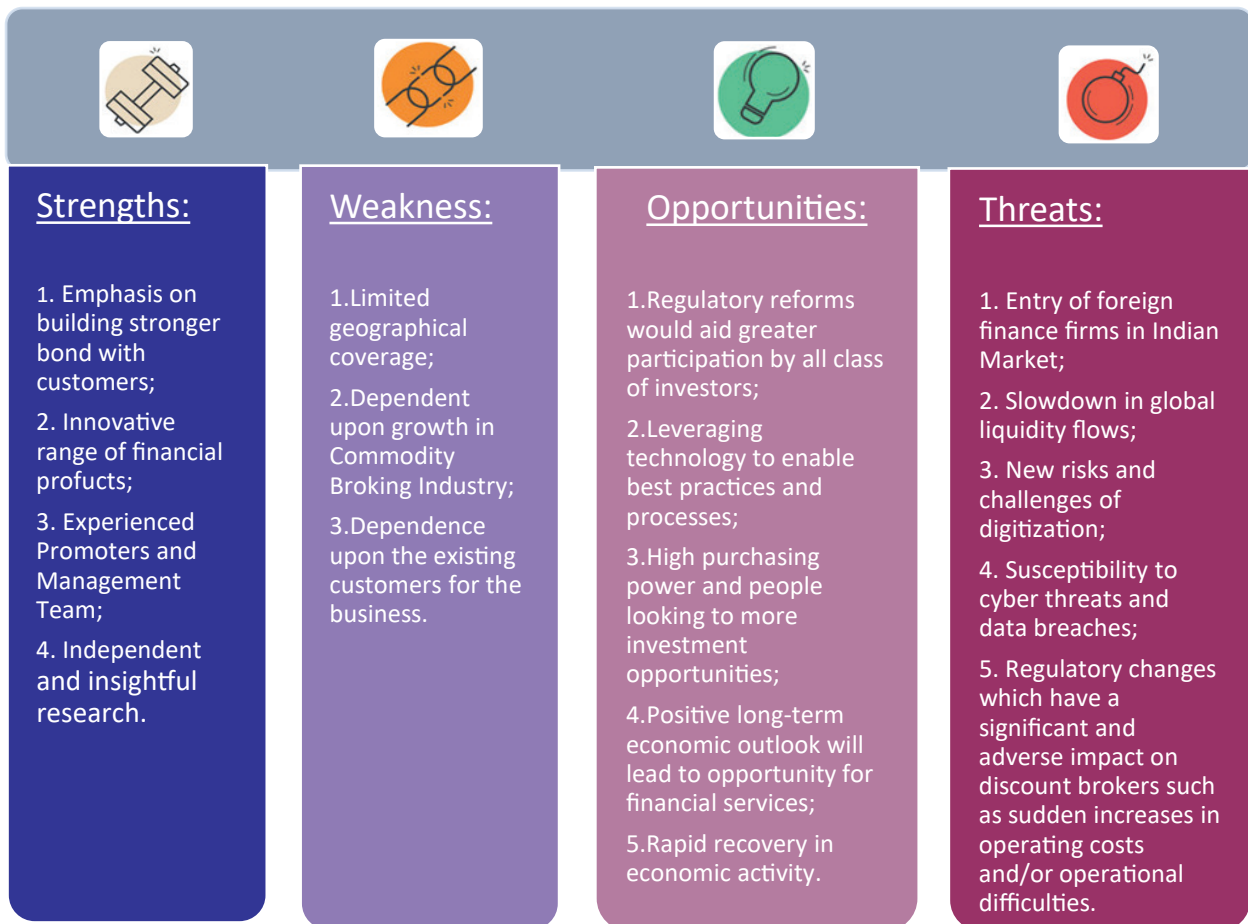 Strengths:
1. Emphasis on
building stronger
bond with
customers;
2. Innovative
range of financial
profucts;
3. Experienced
Promoters and
Management
Team;
4. Independent
and insightful
research.
Weakness:
1.Limited
geographical
coverage;
2.Dependent
upon growth in
Commodity
Broking Industry;
3.Dependence
upon the existing
customers for the
business.
Opportunities:
1.Regulatory reforms
would aid greater
participation by all class
of investors;
2.Leveraging
technology to enable
best practices and
processes;
3.High purchasing
power and people
looking to more
investment
opportunities;
4.Positive long-term
economic outlook will
lead to opportunity for
financial services;
5.Rapid recovery in
economic activity.
Threats:
1. Entry of foreign
finance firms in Indian
Market;
2. Slowdown in global
liquidity flows;
3. New risks and
challenges of
digitization;
4. Susceptibility to
cyber threats and
data breaches;
5. Regulatory changes
which have a
significant and
adverse impact on
discount brokers such
as sudden increases in
operating costs
and/or operational
difficulties.